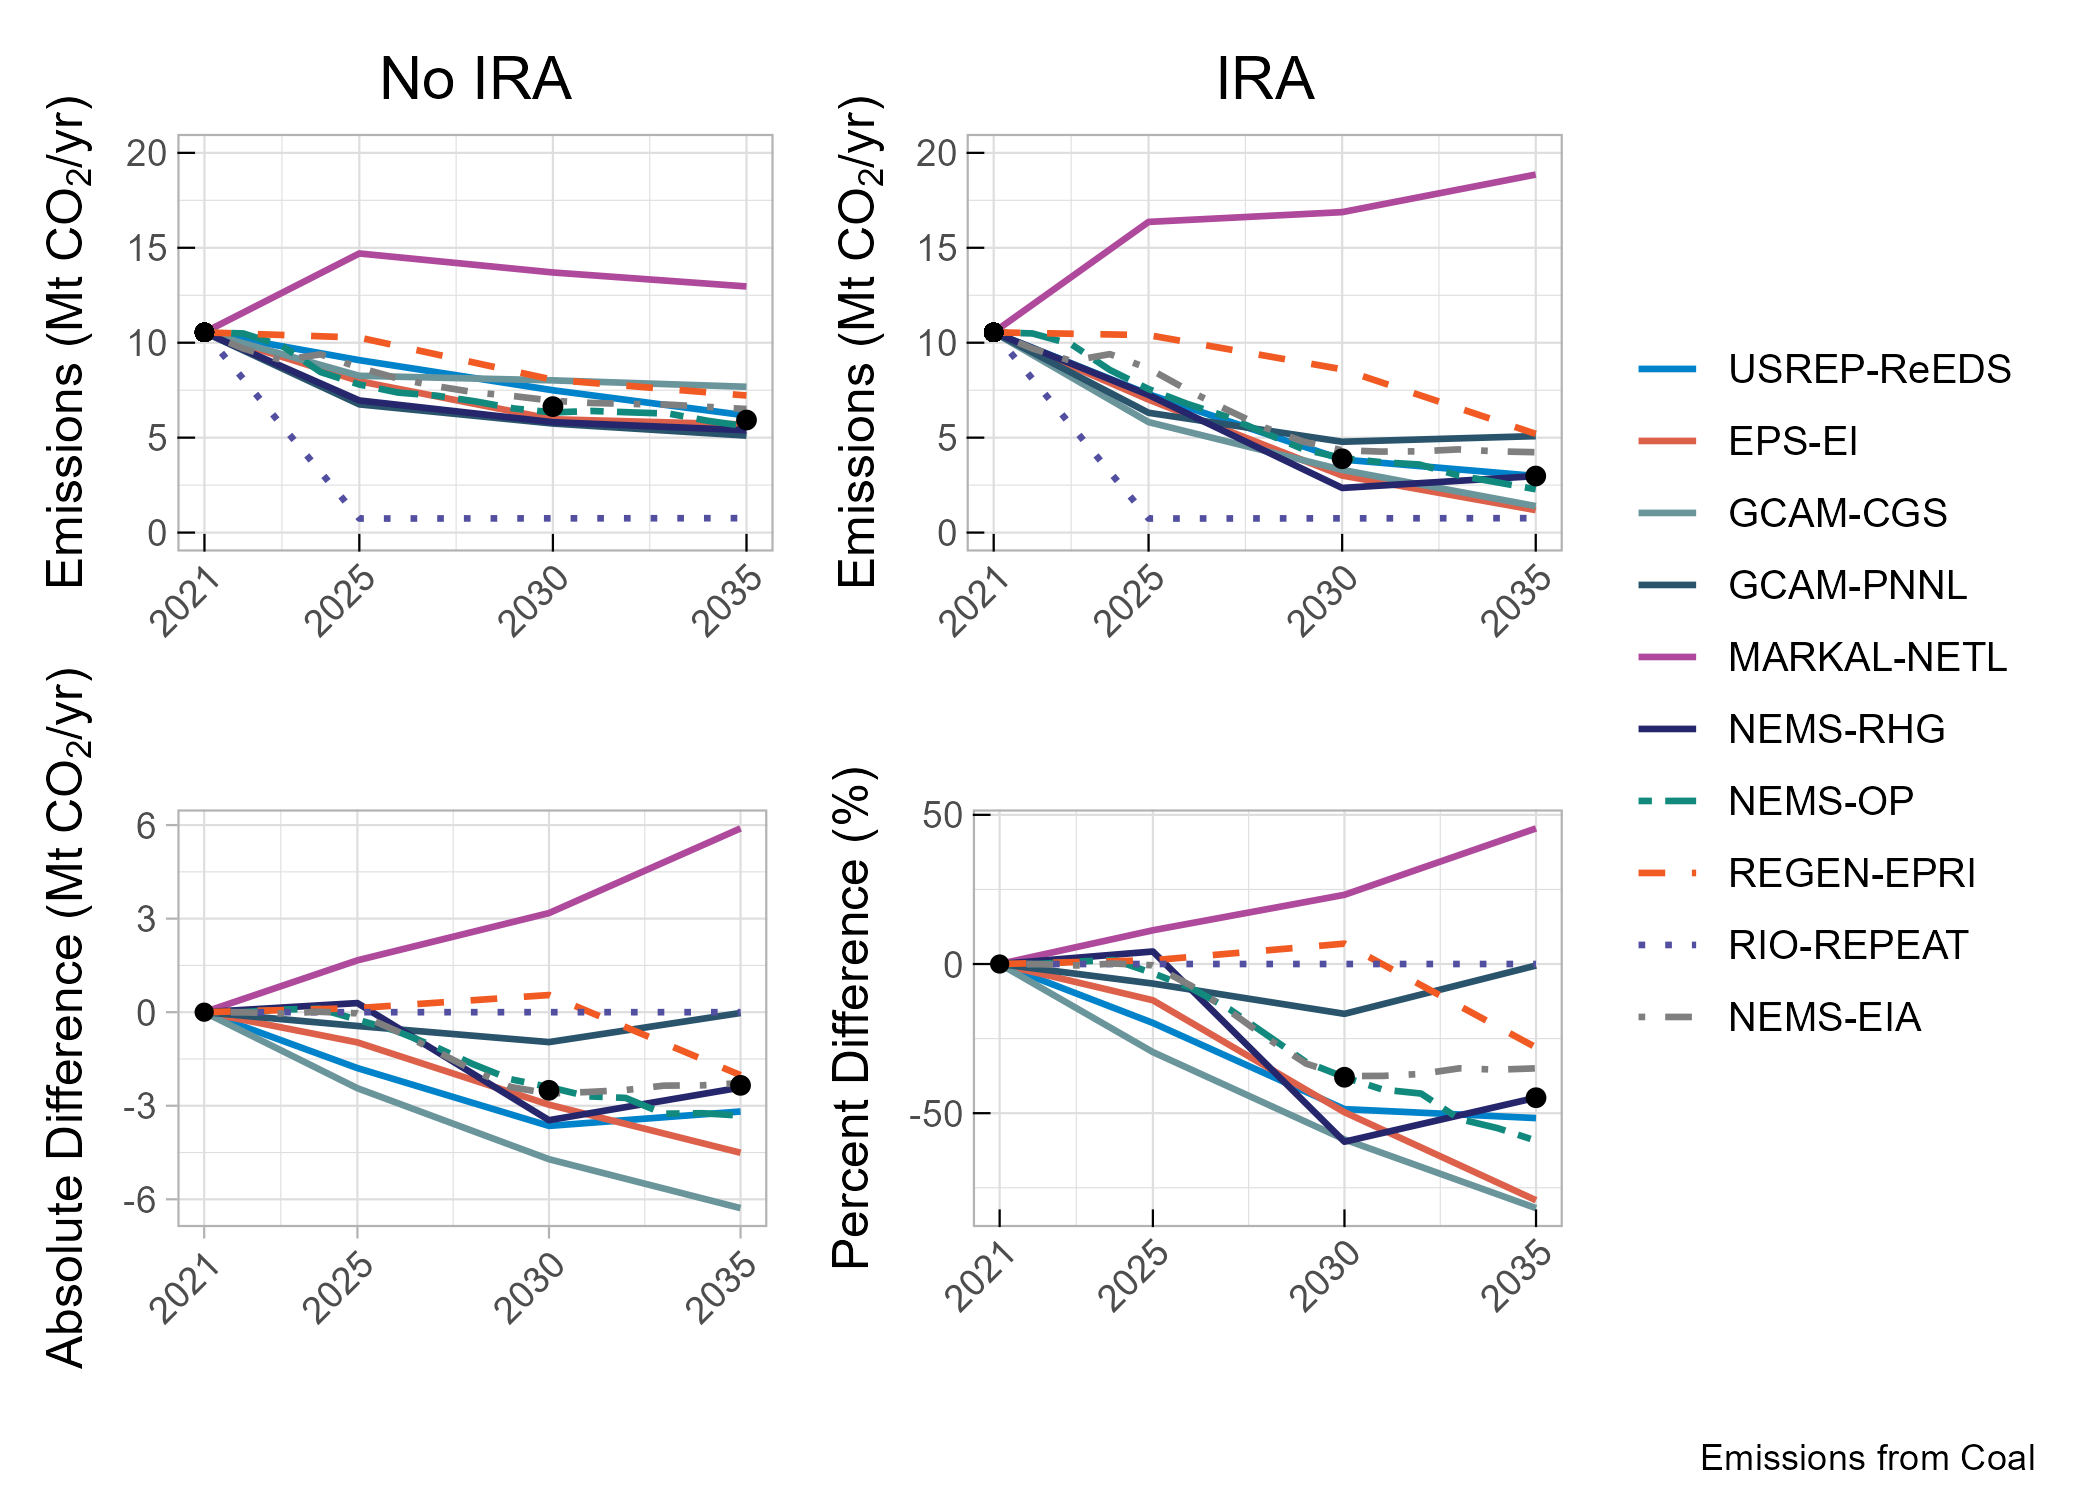 No IRA
IRA
Emissions (Mt CO₂/yr)
20
15
10
5
0
2021
2025
2030
2035
Emissions (Mt CO₂/yr)
20
15
10
5
0
2021
2025
2030
2035
Absolute Difference (Mt CO₂/yr)
6
3
0
-3
-6
2021
2025
2030
2035
Percent Difference (%)
50
0
-50
2021
2025
2030
2035
USREP-ReEDS
EPS-EI
GCAM-CGS
GCAM-PNNL
MARKAL-NETL
NEMS-RHG
NEMS-OP
REGEN-EPRI
RIO-REPEAT
NEMS-EIA
Emissions from Coal